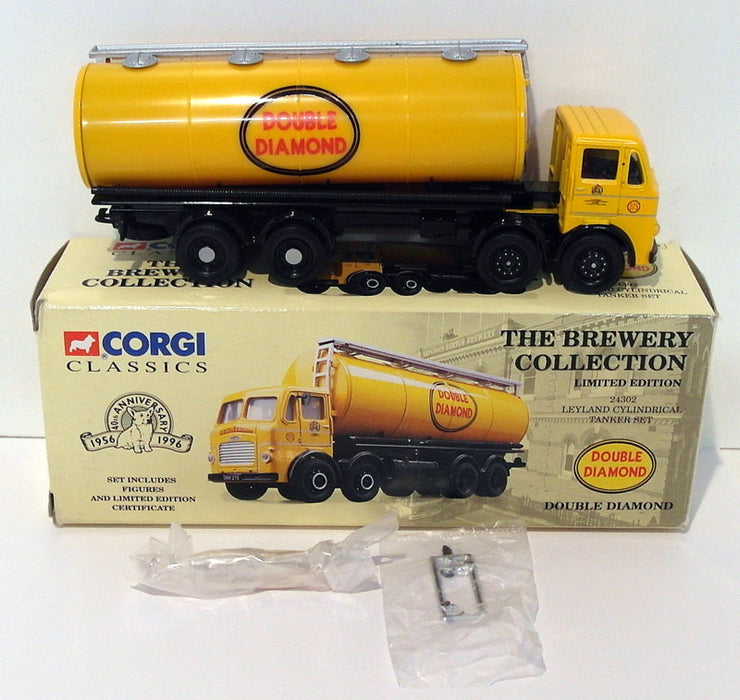 DOUBLE
DIAMOND
THE
BREWERY
COLLECTION
CYLINDRICAL
TANKER SET
CORGI
CLASSICS
40th ANNIVERSARY
1956 1996
SET INCLUDES
FIGURES
AND LIMITED EDITION
CERTIFICATE
DOUBLE
DIAMOND
THE BREWERY
COLLECTION
LIMITED EDITION
24302
LEYLAND CYLINDRICAL
TANKER SET
DOUBLE
DIAMOND
DOUBLE DIAMOND